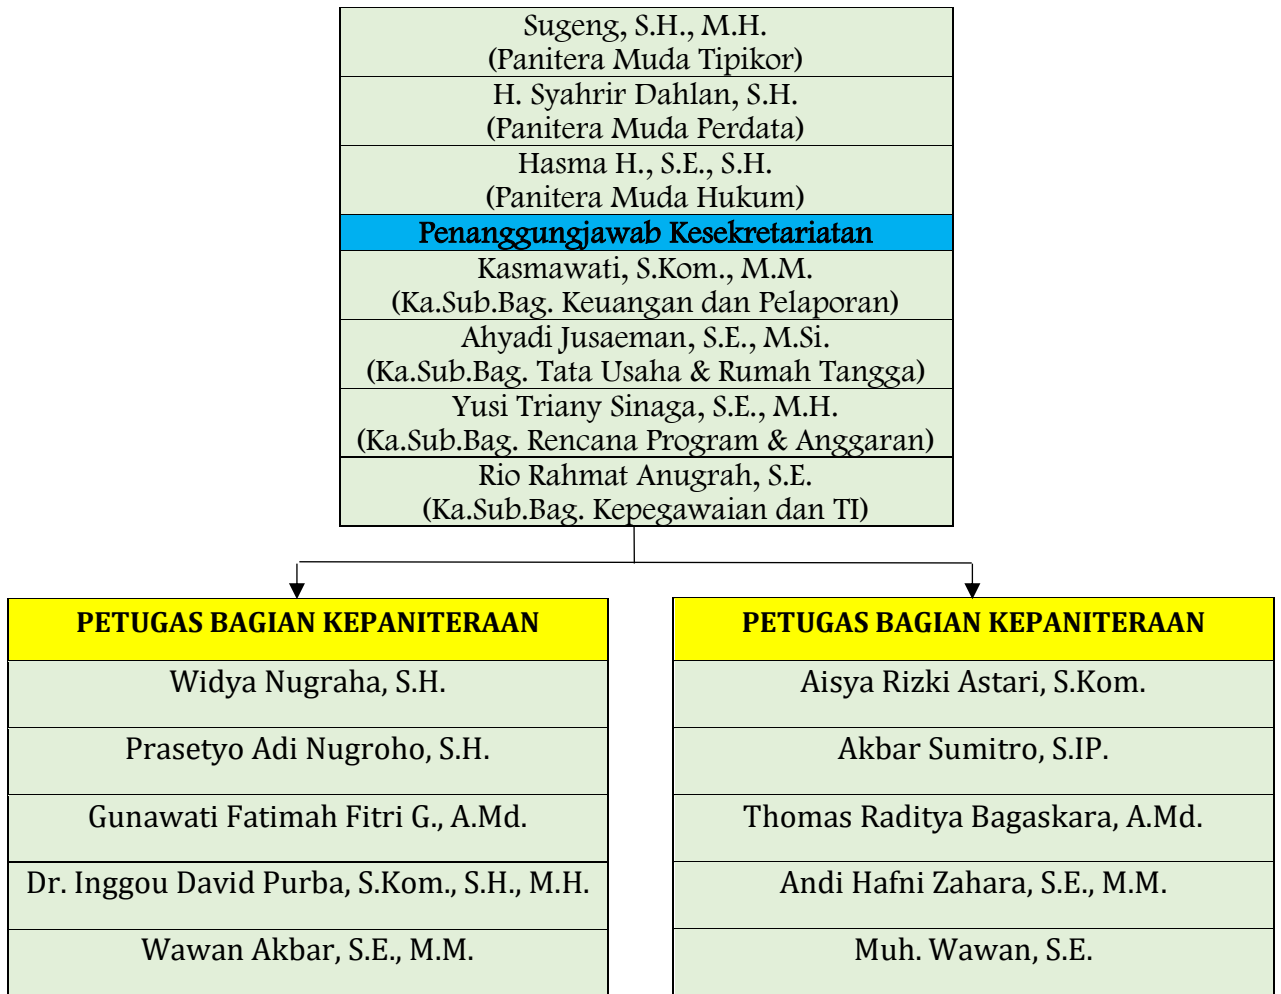 Sugeng, S.H., M.H.
(Panitera Muda Tipikor)
H. Syahrir Dahlan, S.H.
(Panitera Muda Perdata)
Hasma H., S.E., S.H.
(Panitera Muda Hukum)
Penanggungjawab Kesekretariatan
Kasmawati, S.Kom., M.M.
(Ka.Sub.Bag. Keuangan dan Pelaporan)
Ahyadi Jusaeman, S.E., M.Si.
(Ka.Sub.Bag. Tata Usaha & Rumah Tangga)
Yusi Triany Sinaga, S.E., M.H.
(Ka.Sub.Bag. Rencana Program & Anggaran)
Rio Rahmat Anugrah, S.E.
(Ka.Sub.Bag. Kepegawaian dan TI)
PETUGAS BAGIAN KEPANITERAAN
Widya Nugraha, S.H.
Prasetyo Adi Nugroho, S.H.
Gunawati Fatimah Fitri G., A.Md.
Dr. Inggou David Purba, S.Kom., S.H., M.H.
Wawan Akbar, S.E., M.M.
PETUGAS BAGIAN KEPANITERAAN
Aisya Rizki Astari, S.Kom.
Akbar Sumitro, S.IP.
Thomas Raditya Bagaskara, A.Md.
Andi Hafni Zahara, S.E., M.M.
Muh. Wawan, S.E.